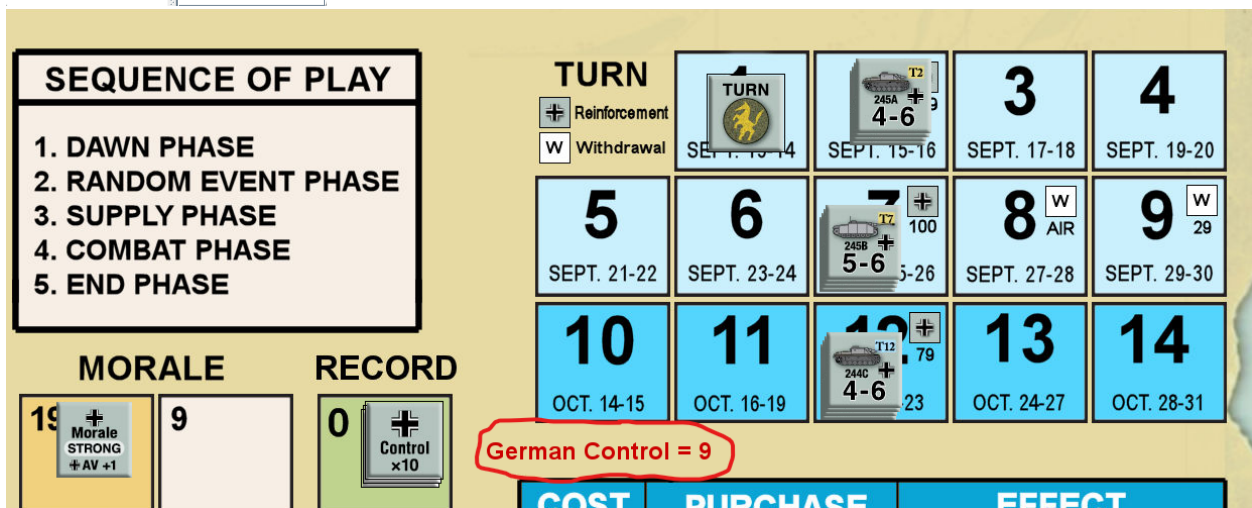 SEQUENCE OF PLAY
1. DAWN PHASE
2. RANDOM EVENT PHASE
3. SUPPLY PHASE
4. COMBAT PHASE
5. END PHASE
TURN
Reinforcement
W Withdrawal
TURN
T2
245A
4-6
SEPT. 15-16
3
SEPT. 17-18
4
SEPT. 19-20
5
SEPT. 21-22
6
SEPT. 23-24
7
T7
245B
5-6
100
8
W
AIR
SEPT. 27-28
9
W
29
SEPT. 29-30
10
OCT. 14-15
11
OCT. 16-19
T12
244C
4-6
79
23
13
OCT. 24-27
14
OCT. 28-31
MORALE
Morale
STRONG
AV +1
9
RECORD
0
Control
x10
German Control = 9
COST
PURCHASE
EFFECT